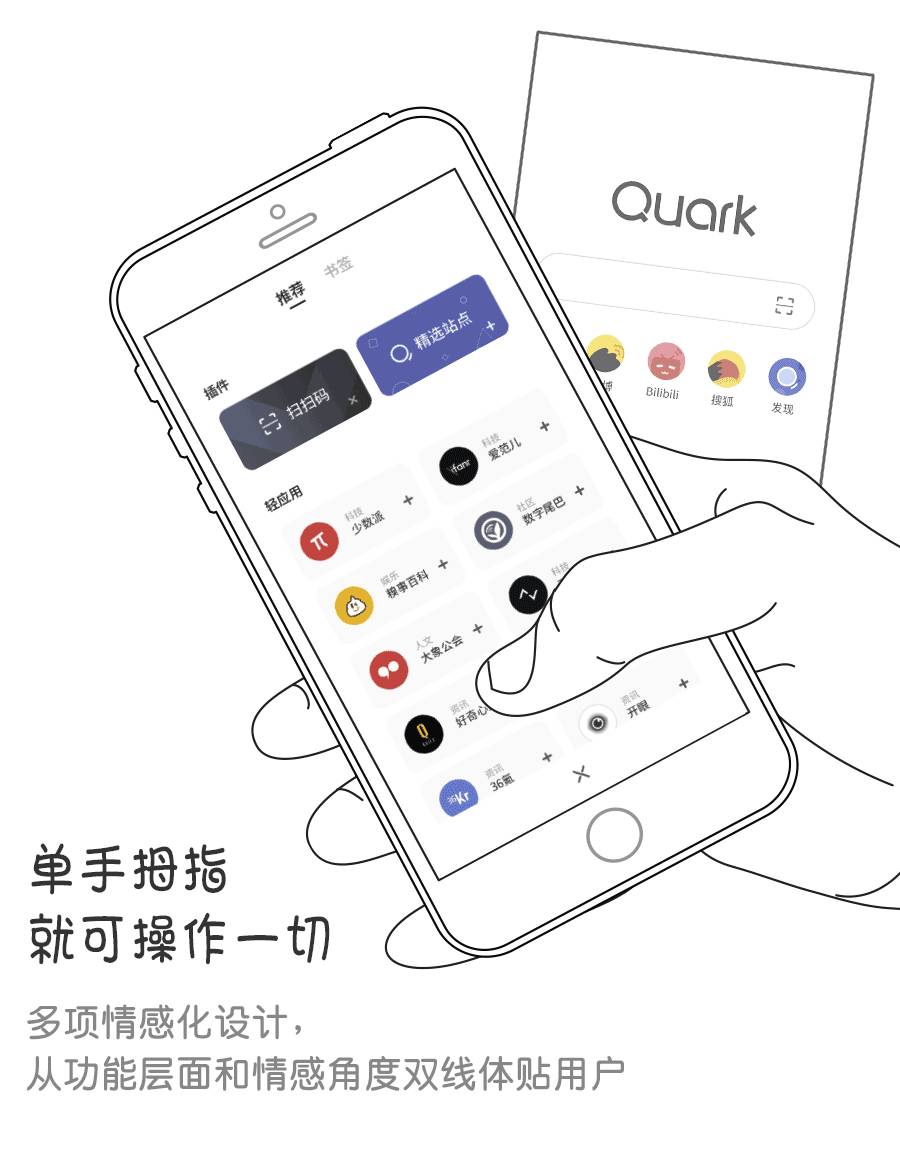 Quark
Bilibili
搜狐
发现
推荐
书签
插件
扫扫码
精选站点
轻应用
科技
少数派
科技
爱范儿
ifanr
娱乐
糗事百科
社区
数字尾巴
人文
大象公会
科技
资讯
好奇心
资讯
开眼
资讯
36氪
36Kr
单手拇指
就可操作一切
多项情感化设计，
从功能层面和情感角度双线体贴用户